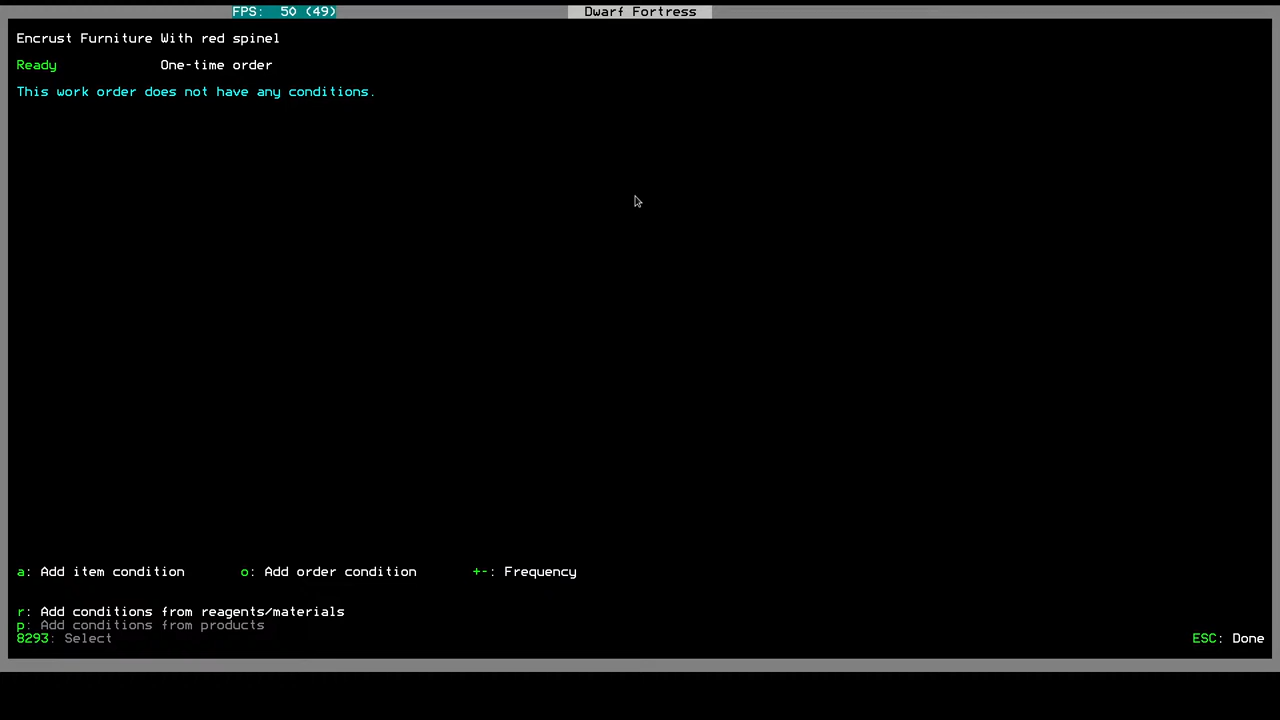 FPS:  50 (49)
Dwarf Fortress
Encrust Furniture With red spinel
Ready One-time order
This work order does not have any conditions.
a: Add item condition o: Add order condition +-: Frequency
r: Add conditions from reagents/materials
p: Add conditions from products
8293: Select ESC: Done